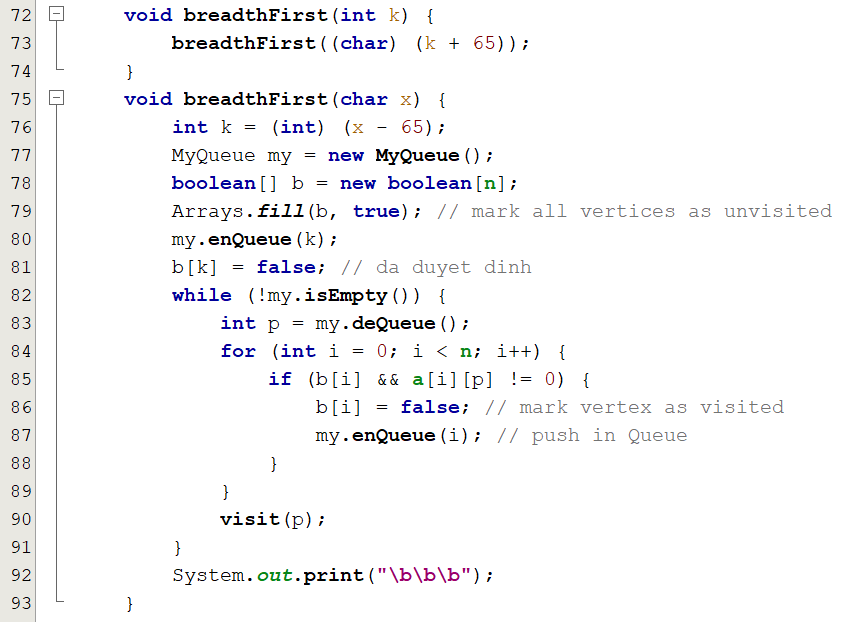 72 void breadthFirst(int k) {
73 breadthFirst((char) (k + 65));
74 }
75 void breadthFirst(char x) {
76 int k = (int) (x - 65);
77 MyQueue my = new MyQueue();
78 boolean[] b = new boolean[n];
79 Arrays.fill(b, true); // mark all vertices as unvisited
80 my.enQueue(k);
81 b[k] = false; // da duyet dinh
82 while (!my.isEmpty()) {
83 int p = my.deQueue();
84 for (int i = 0; i < n; i++) {
85 if (b[i] && a[i][p] != 0) {
86 b[i] = false; // mark vertex as visited
87 my.enQueue(i); // push in Queue
88 }
89 }
90 visit(p);
91 }
92 System.out.print("\b\b\b");
93 }